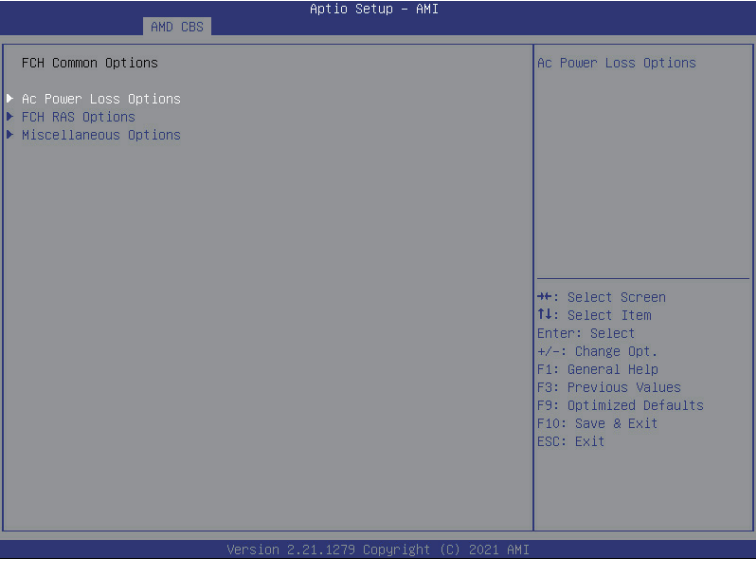 Aptio Setup – AMI
AMD CBS
FCH Common Options
Ac Power Loss Options
FCH RAS Options
Miscellaneous Options
Ac Power Loss Options
→←: Select Screen
↑↓: Select Item
Enter: Select
+/-: Change Opt.
F1: General Help
F3: Previous Values
F9: Optimized Defaults
F10: Save & Exit
ESC: Exit
Version 2.21.1279 Copyright (C) 2021 AMI